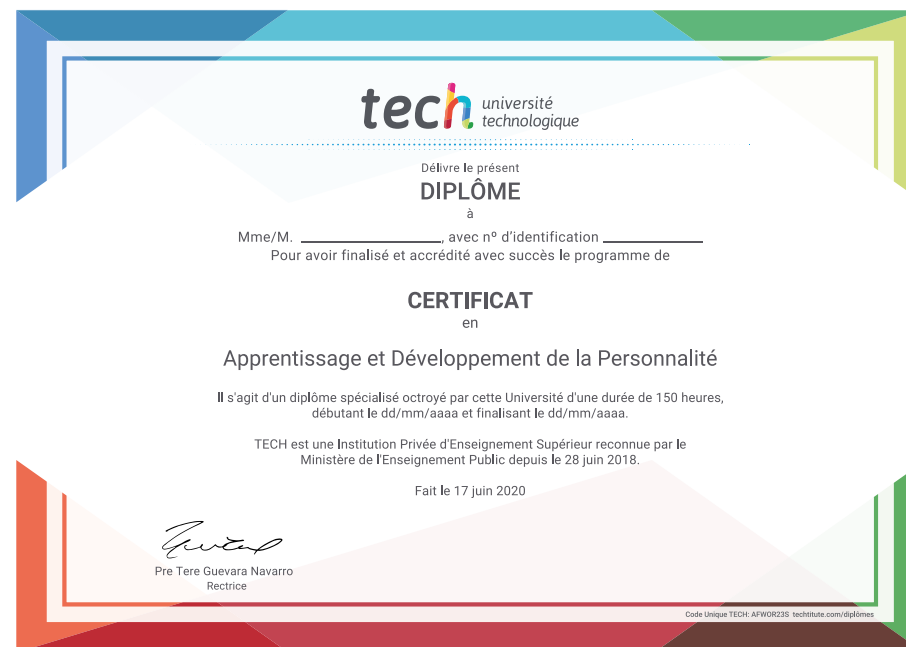 tech université
technologique
Délivre le présent
DIPLÔME
à
Mme/M. ____________________, avec nº d'identification ______________
Pour avoir finalisé et accrédité avec succès le programme de
CERTIFICAT
en
Apprentissage et Développement de la Personnalité
Il s'agit d'un diplôme spécialisé octroyé par cette Université d'une durée de 150 heures,
débutant le dd/mm/aaaa et finalisant le dd/mm/aaaa.
TECH est une Institution Privée d'Enseignement Supérieur reconnue par le
Ministère de l'Enseignement Public depuis le 28 juin 2018.
Fait le 17 juin 2020
Pre Tere Guevara Navarro
Rectrice
Code Unique TECH: AFWOR23S techtitute.com/diplômes